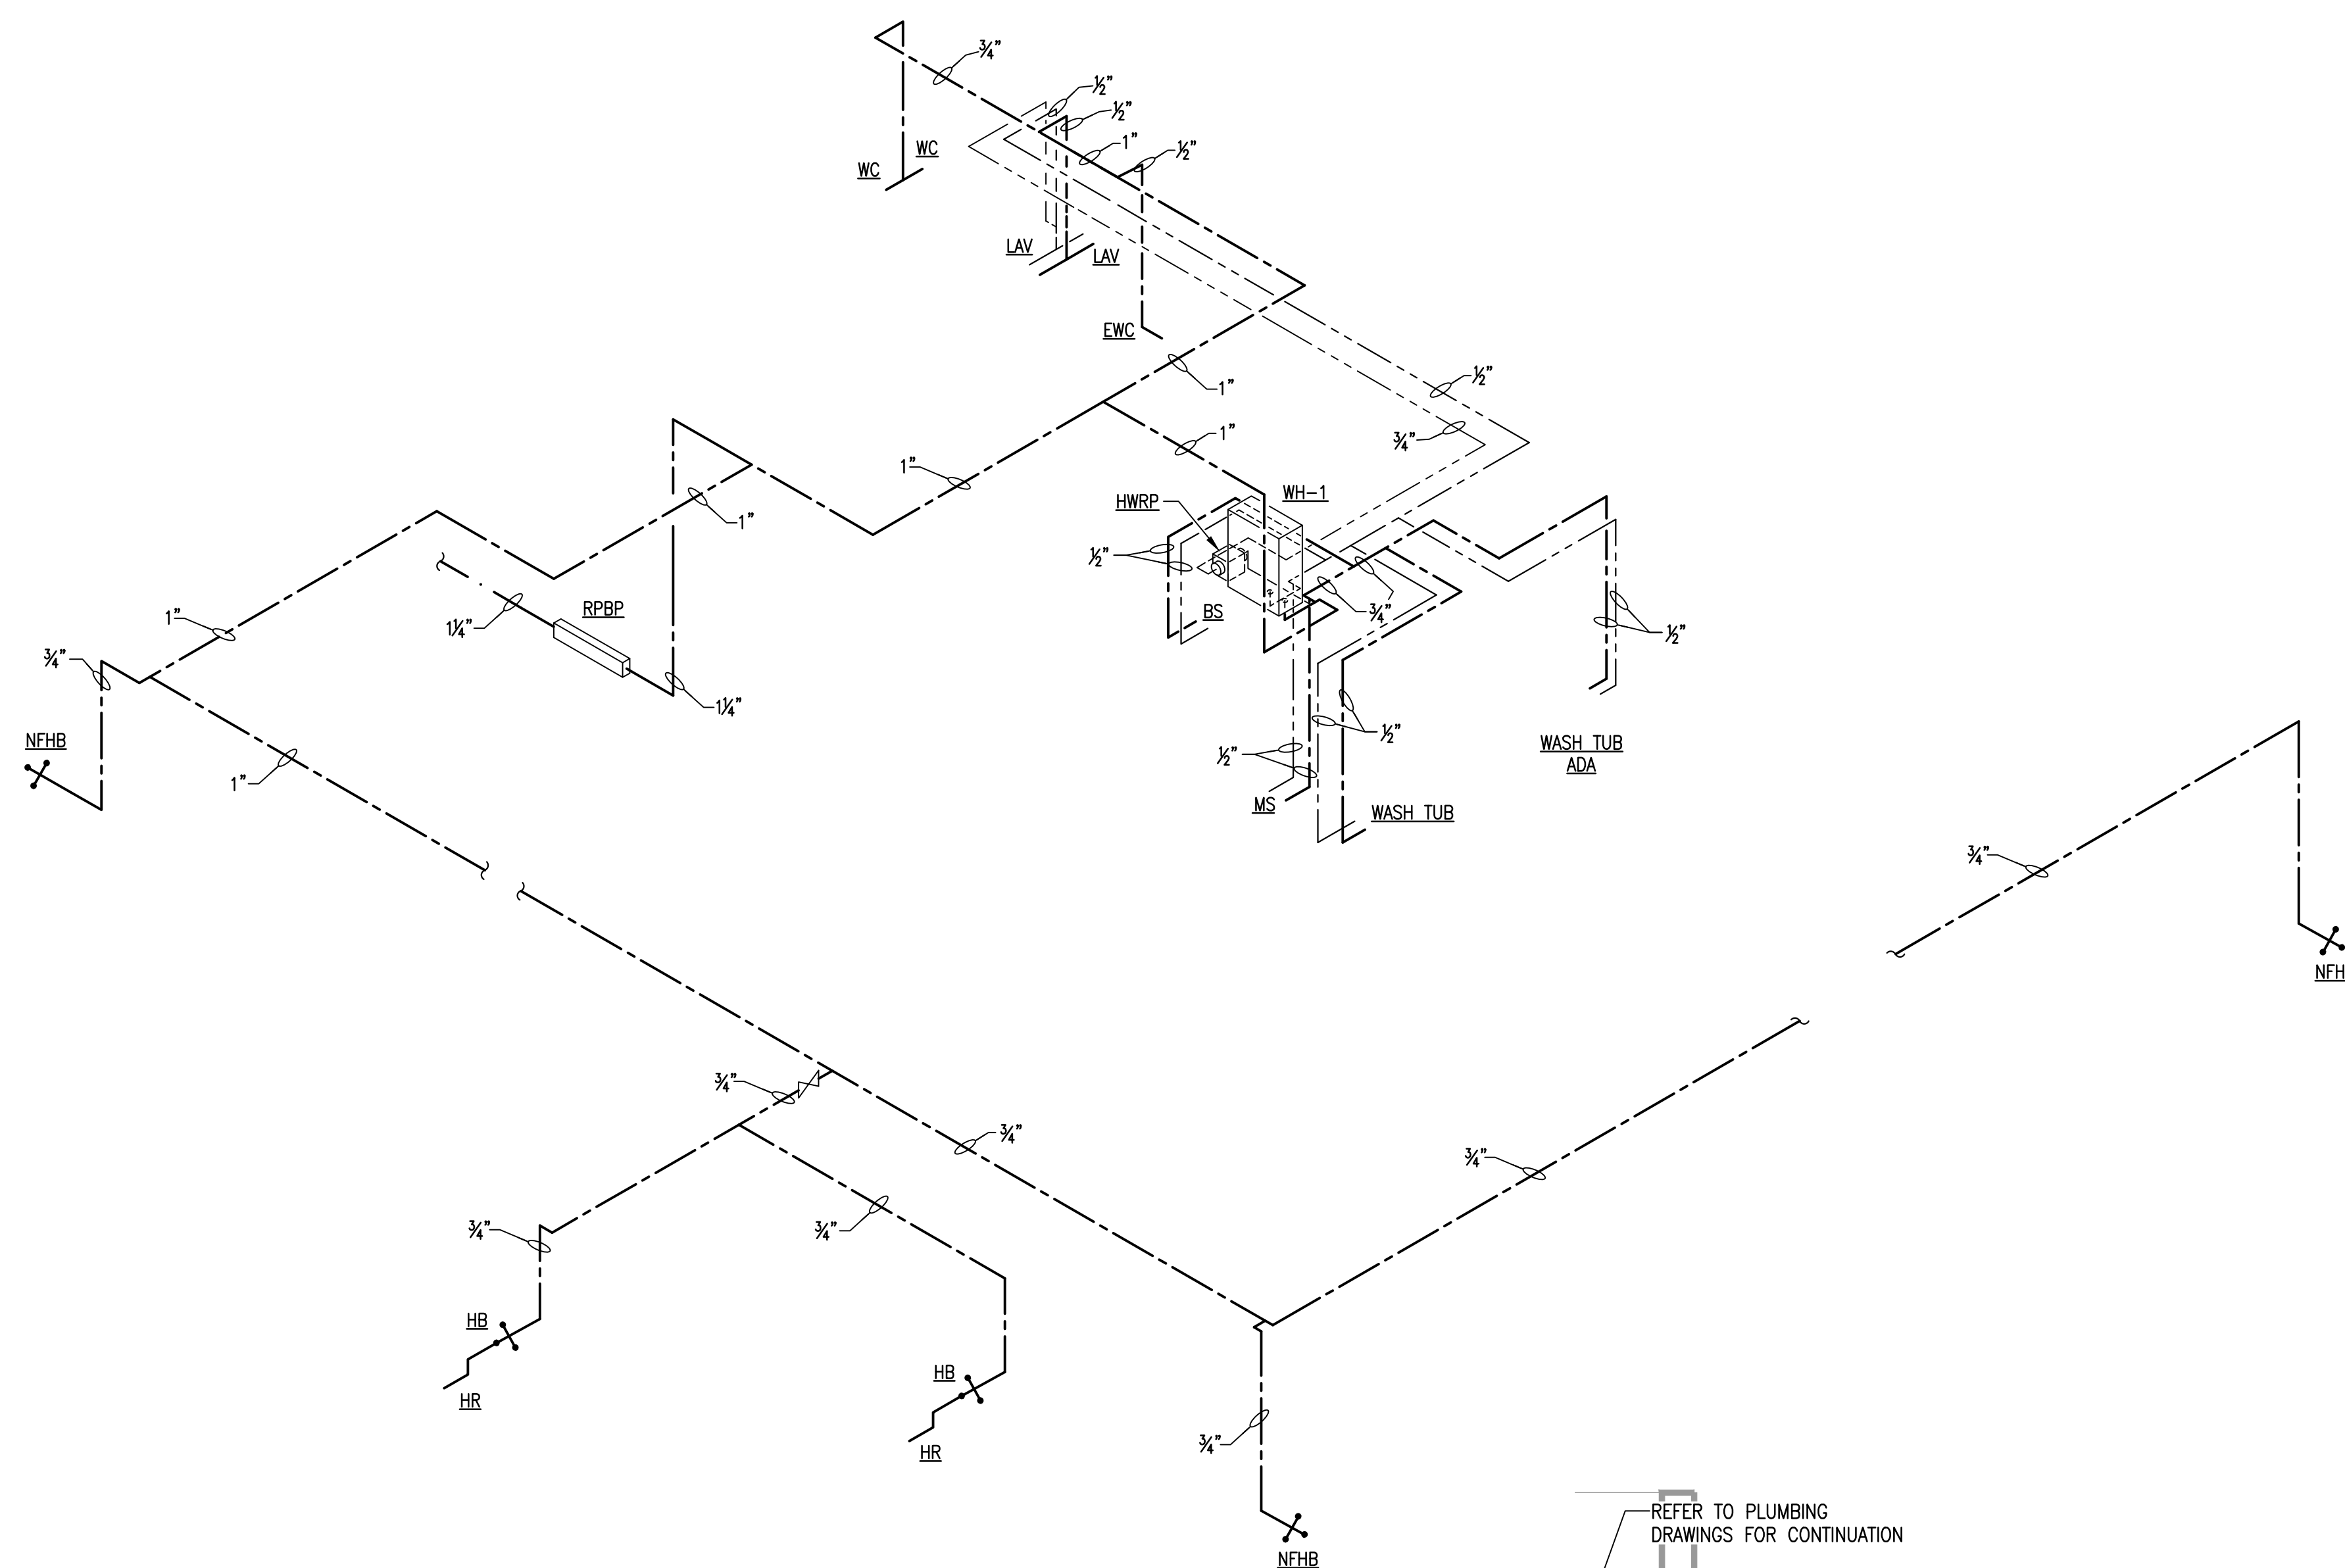 ¾"
½"
½"
1"
½"
WC
WC
LAV
LAV
EWC
1"
½"
¾"
1"
1"
HWRP
WH-1
1"
½"
1"
RPBP
1¼"
BS
¾"
½"
¾"
1¼"
NFHB
½"
½"
WASH TUB
ADA
1"
MS
WASH TUB
¾"
NFH
¾"
¾"
¾"
¾"
¾"
HB
HB
HR
HR
¾"
NFHB
REFER TO PLUMBING
DRAWINGS FOR CONTINUATION